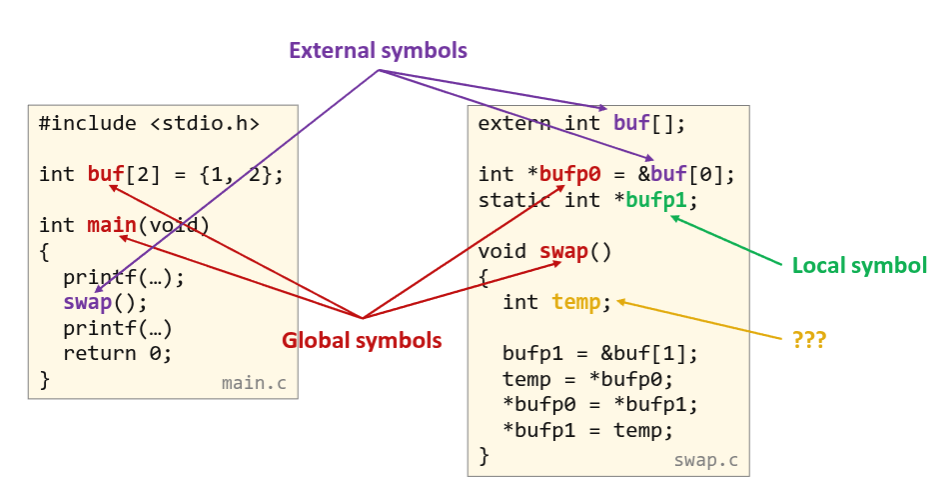 External symbols
#include <stdio.h>
int buf[2] = {1, 2};
int main(void)
{
  printf(…);
  swap();
  printf(…)
  return 0;
}
main.c
Global symbols
extern int buf[];
int *bufp0 = &buf[0];
static int *bufp1;
void swap()
{
  int temp;
  bufp1 = &buf[1];
  temp = *bufp0;
  *bufp0 = *bufp1;
  *bufp1 = temp;
}
swap.c
Local symbol
???